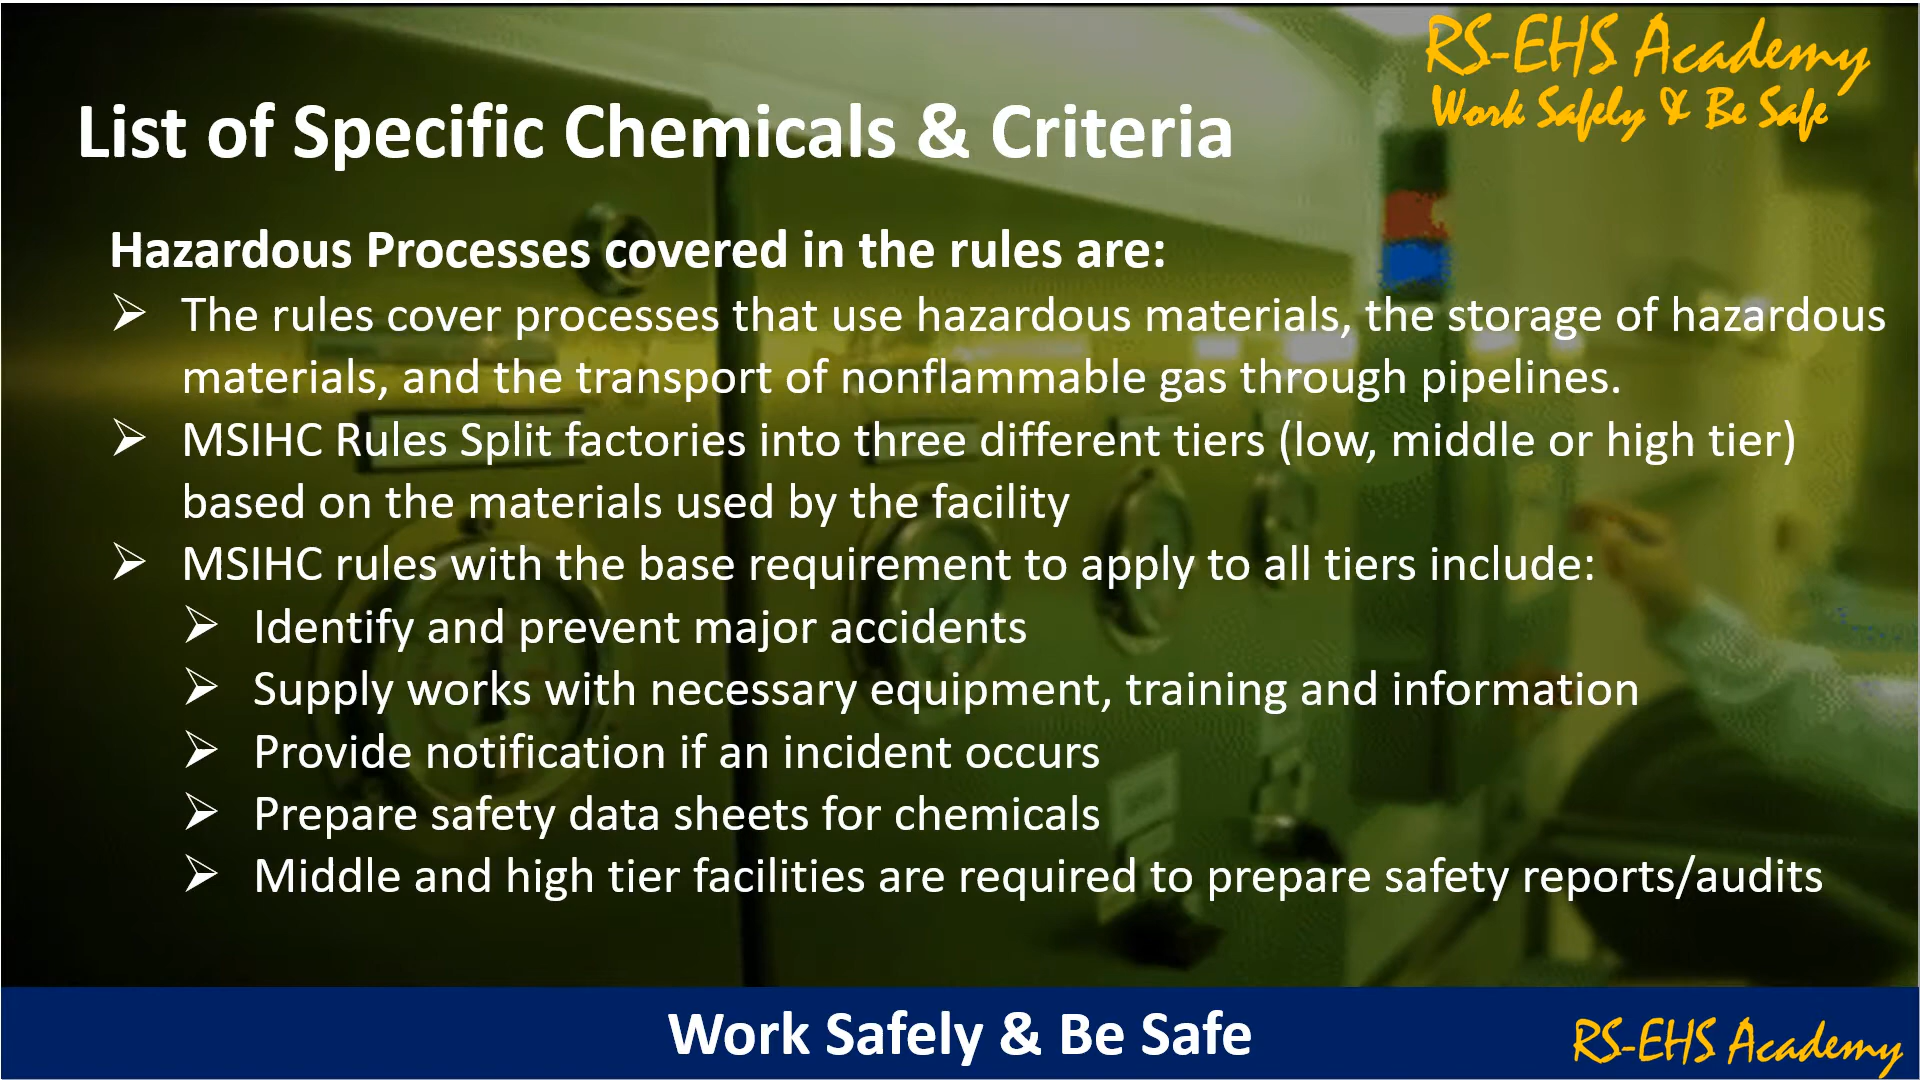 RS-EHS Academy
Work Safely & Be Safe
List of Specific Chemicals & Criteria
Hazardous Processes covered in the rules are:
The rules cover processes that use hazardous materials, the storage of hazardous
materials, and the transport of nonflammable gas through pipelines.
MSIHC Rules Split factories into three different tiers (low, middle or high tier)
based on the materials used by the facility
MSIHC rules with the base requirement to apply to all tiers include:
Identify and prevent major accidents
Supply works with necessary equipment, training and information
Provide notification if an incident occurs
Prepare safety data sheets for chemicals
Middle and high tier facilities are required to prepare safety reports/audits
Work Safely & Be Safe
RS-EHS Academy